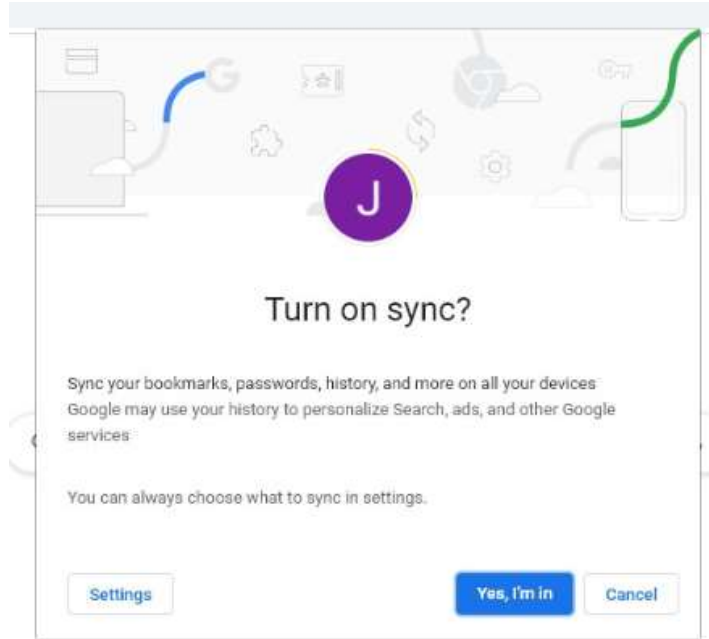 G
J
Turn on sync?
Sync your bookmarks, passwords, history, and more on all your devices
Google may use your history to personalize Search, ads, and other Google
services
You can always choose what to sync in settings.
Settings
Yes, I'm in
Cancel